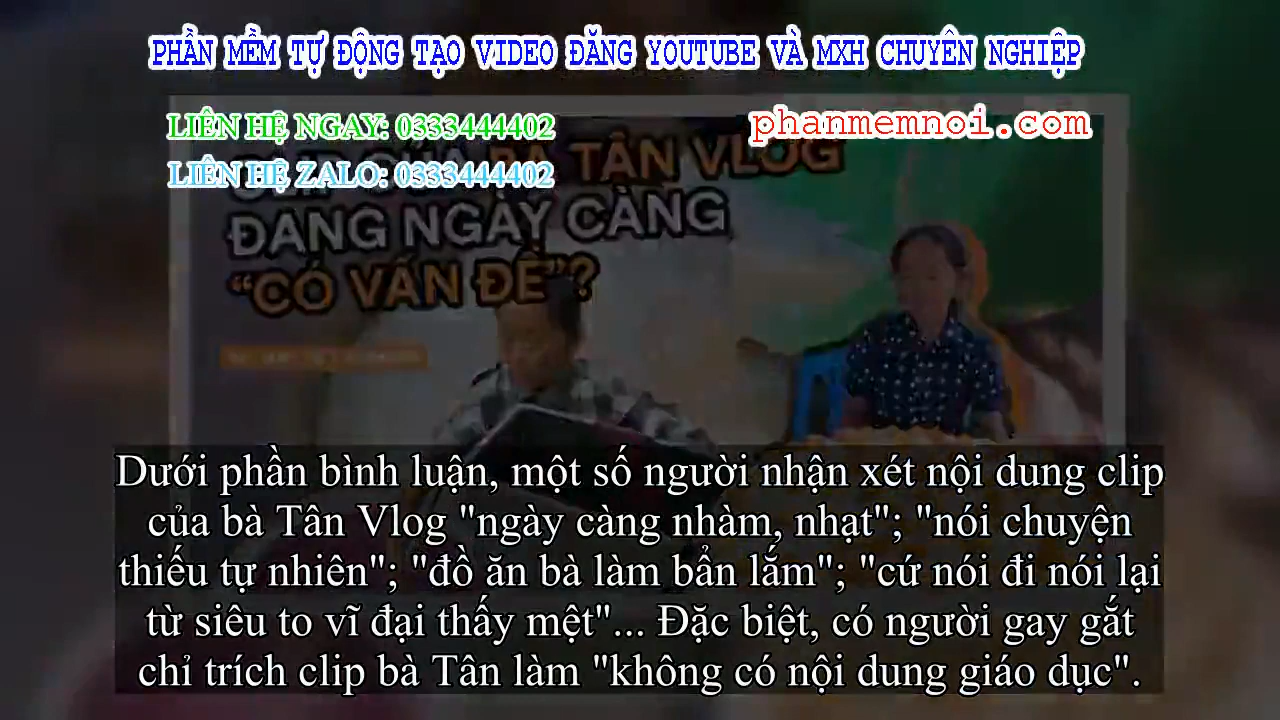 PHẦN MỀM TỰ ĐỘNG TẠO VIDEO ĐĂNG YOUTUBE VÀ MXH CHUYÊN NGHIỆP
LIÊN HỆ NGAY: 0333444402
phanmemnoi.com
LIÊN HỆ ZALO: 0333444402
CLIP CỦA BÀ TÂN VLOG
ĐANG NGÀY CÀNG
“CÓ VẤN ĐỀ”?
Dưới phần bình luận, một số người nhận xét nội dung clip
của bà Tân Vlog "ngày càng nhàm, nhạt"; "nói chuyện
thiếu tự nhiên"; "đồ ăn bà làm bẩn lắm"; "cứ nói đi nói lại
từ siêu to vĩ đại thấy mệt"... Đặc biệt, có người gay gắt
chỉ trích clip bà Tân làm "không có nội dung giáo dục".